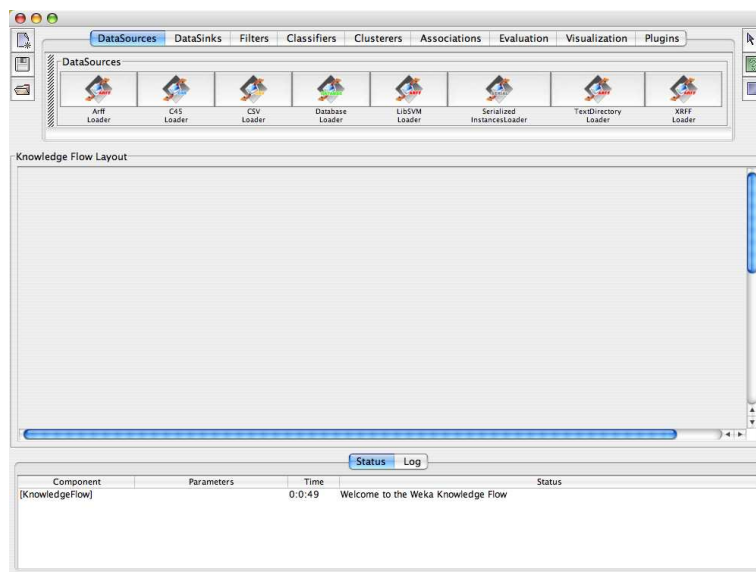 DataSources DataSinks Filters Classifiers Clusterers Associations Evaluation Visualization Plugins
DataSources
Arff Loader
C45 Loader
CSV Loader
Database Loader
LibSVM Loader
Serialized InstancesLoader
TextDirectory Loader
XRFF Loader
Knowledge Flow Layout
Status Log
Component Parameters Time Status
[KnowledgeFlow] 0:0:49 Welcome to the Weka Knowledge Flow